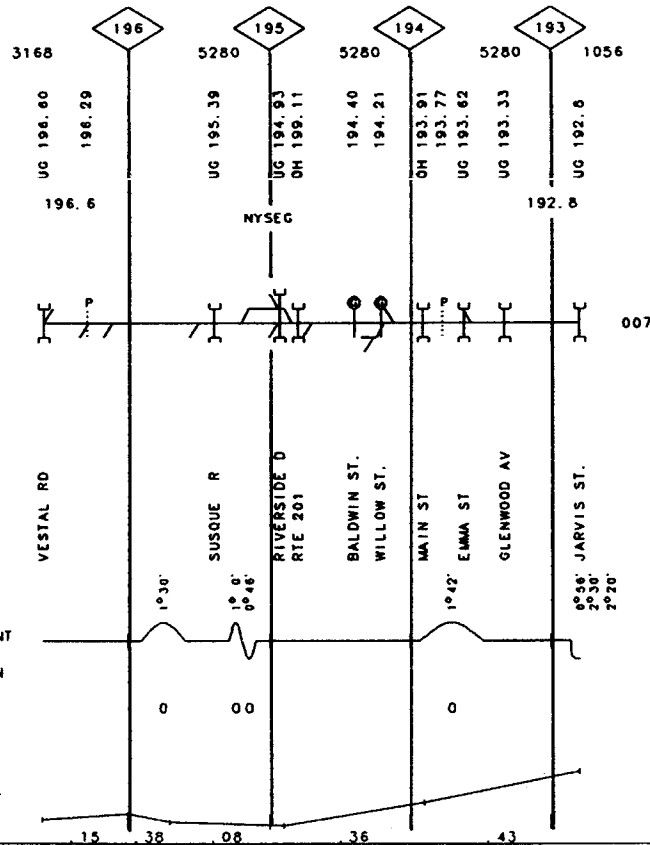 196 195 194 193
3168 5280 5280 5280 1056
UG 196.60
196.29
UG 195.39
UG 194.93
OH 199.11
194.40
194.21
OH 193.91
193.77
UG 193.62
UG 193.33
UG 192.8
196.6 192.8
NYSEG
P P
007
VESTAL RD
SUSQUE R
RIVERSIDE D
RTE 201
BALDWIN ST.
WILLOW ST.
MAIN ST
EMMA ST
GLENWOOD AV
JARVIS ST.
1°30'
1° 0'
0°46'
1°42'
0°56'
2°30'
2°20'
NT
N
0 00 0
15 38 08 36 43